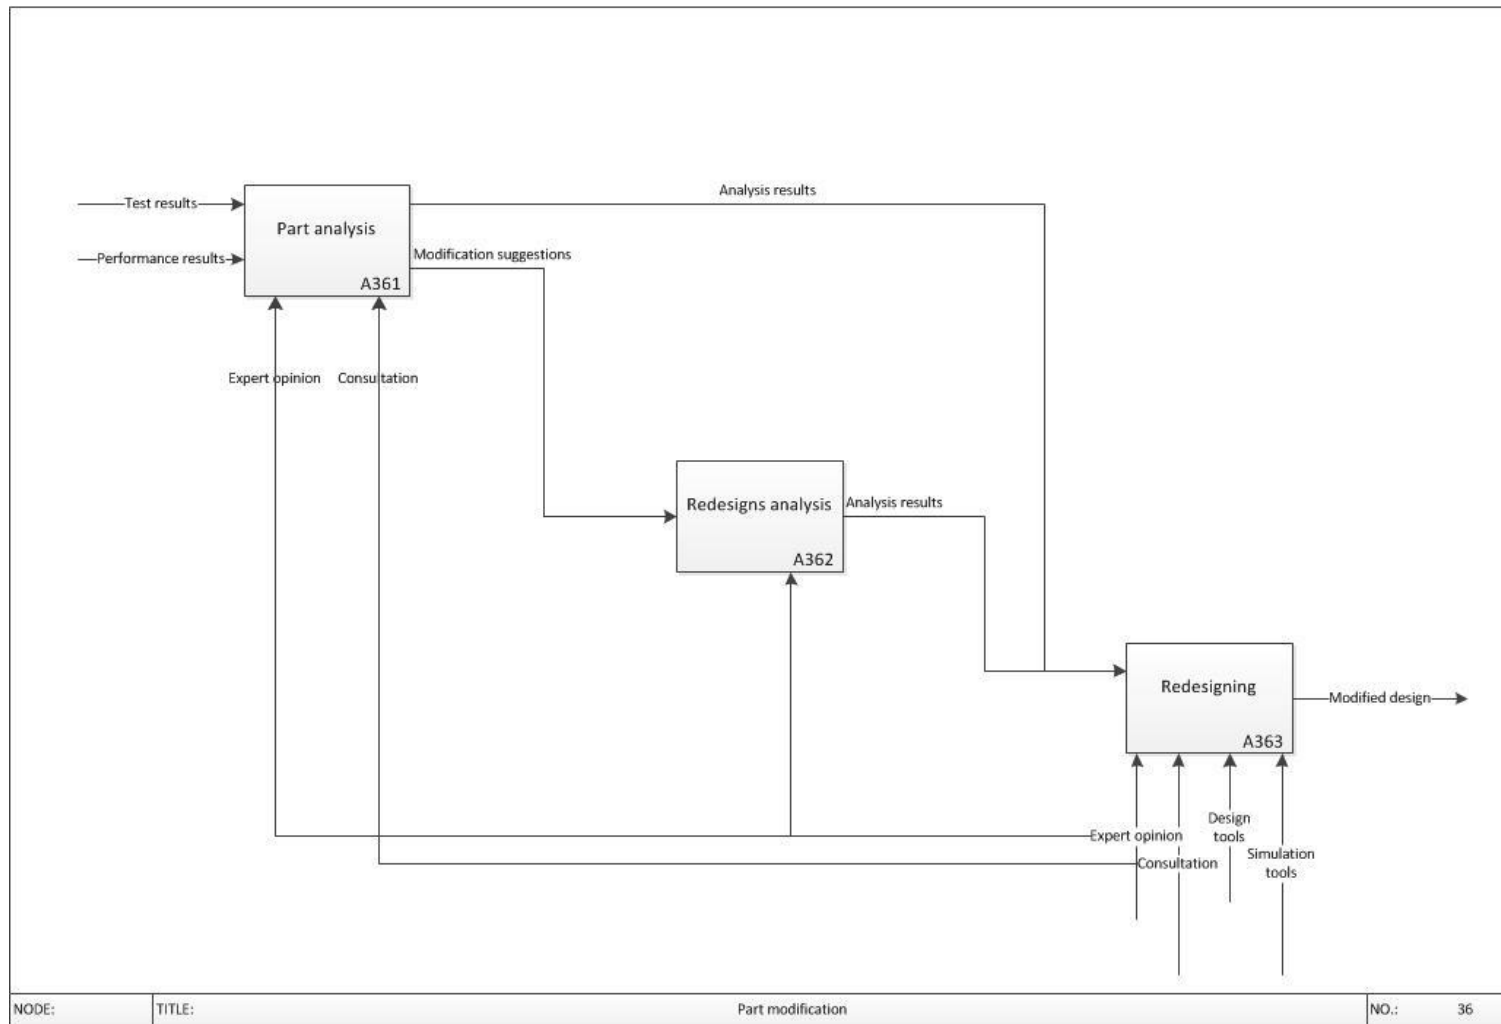 Analysis results
Test results
Part analysis
Performance results
Modification suggestions
A361
Expert opinion
Consultation
Redesigns analysis
Analysis results
A362
Redesigning
Modified design
A363
Design
tools
Expert opinion
Simulation
tools
Consultation
NODE:
TITLE:
Part modification
NO.:
36